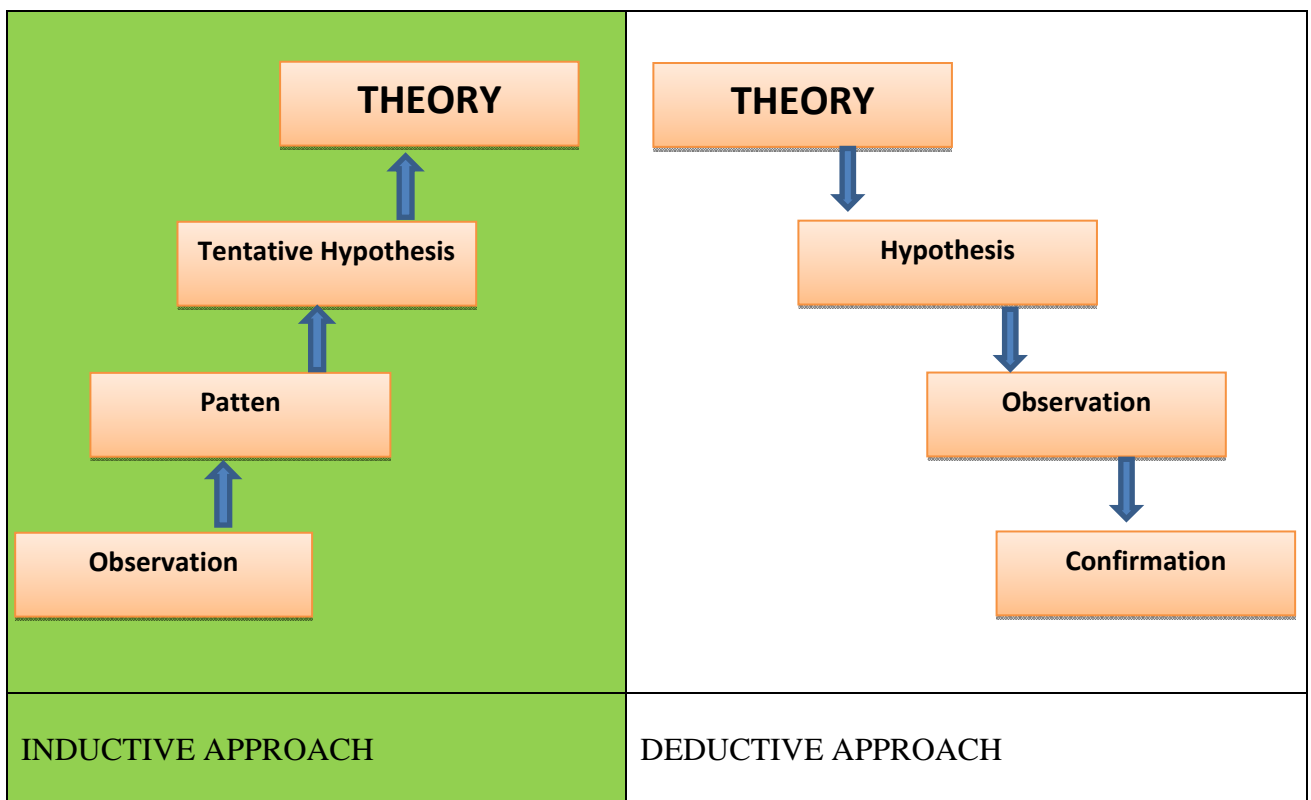 THEORY
Tentative Hypothesis
Patten
Observation
INDUCTIVE APPROACH
THEORY
Hypothesis
Observation
Confirmation
DEDUCTIVE APPROACH